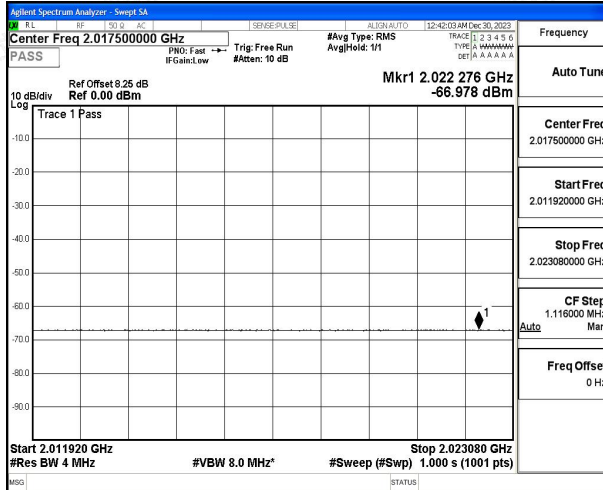 Agilent Spectrum Analyzer - Swept SA
RL RF 50 Ω AC SENSE:PULSE ALIGN AUTO 12:42:03 AM Dec 30, 2023
Center Freq 2.017500000 GHz #Avg Type: RMS TRACE 1 2 3 4 5 6
PASS PNO: Fast Trig: Free Run Avg|Hold: 1/1 TYPE A WWWWW
IFGain:Low #Atten: 10 dB DET A A A A A A
Mkr1 2.022 276 GHz
Ref Offset 8.25 dB
10 dB/div Ref 0.00 dBm -66.978 dBm
Log
Trace 1 Pass
-10.0
-20.0
-30.0
-40.0
-50.0
-60.0
1
-70.0
-80.0
-90.0
Start 2.011920 GHz Stop 2.023080 GHz
#Res BW 4 MHz #VBW 8.0 MHz* #Sweep (#Swp) 1.000 s (1001 pts)
MSG STATUS
Frequency
Auto Tune
Center Freq
2.017500000 GHz
Start Freq
2.011920000 GHz
Stop Freq
2.023080000 GHz
CF Step
1.116000 MHz
Auto Man
Freq Offset
0 Hz